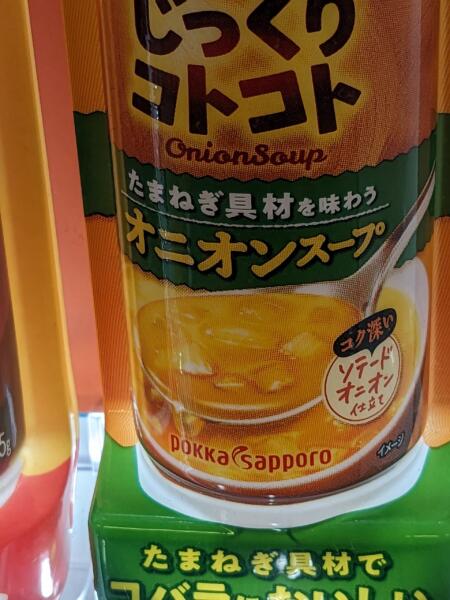 じっくり
コトコト
OnionSoup
たまねぎ具材を味わう
オニオンスープ
コク深い
ソテード
オニオン
仕立て
pokka sapporo
イメージ
5g
たまねぎ具材で